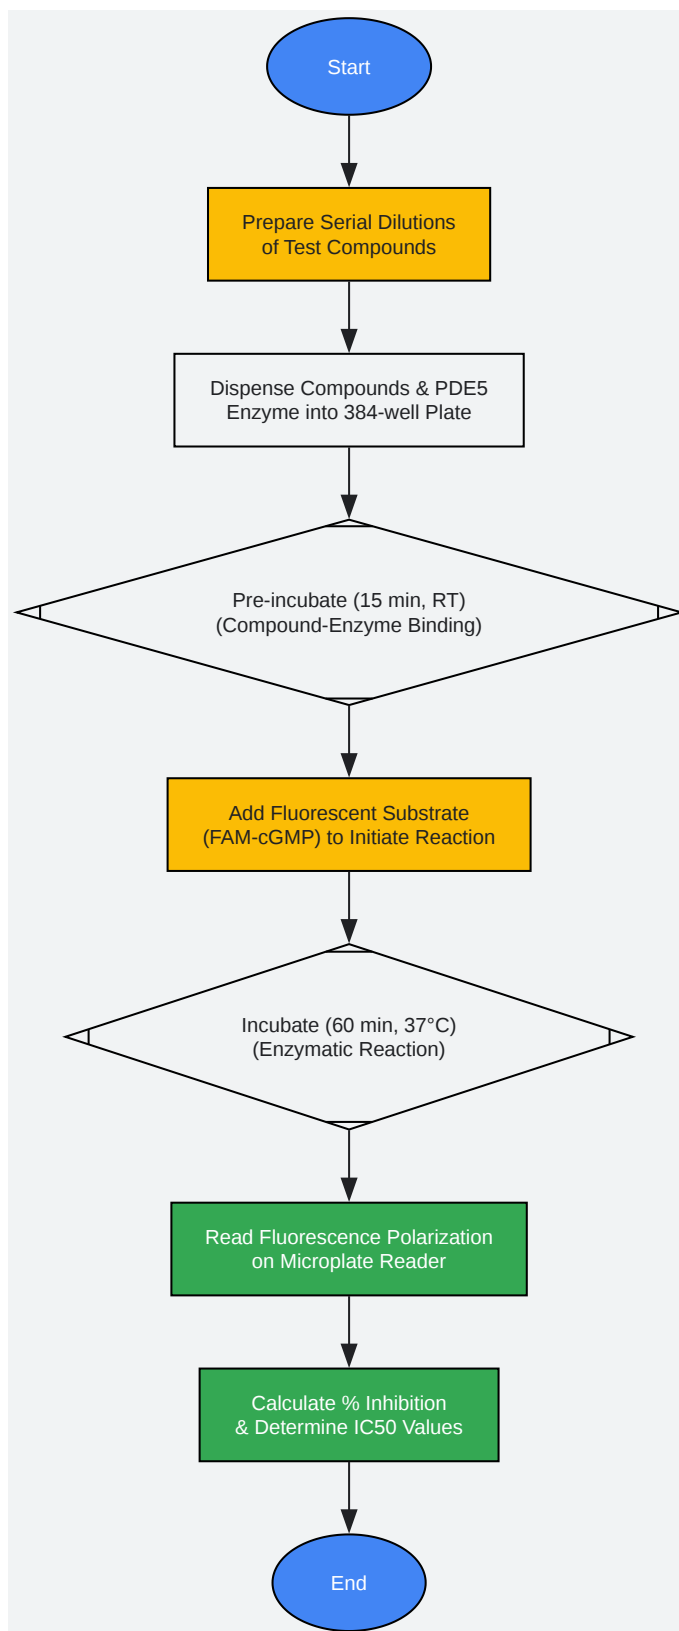 Start
Prepare Serial Dilutions
of Test Compounds
Dispense Compounds & PDE5
Enzyme into 384-well Plate
Pre-incubate (15 min, RT)
(Compound-Enzyme Binding)
Add Fluorescent Substrate
(FAM-cGMP) to Initiate Reaction
Incubate (60 min, 37°C)
(Enzymatic Reaction)
Read Fluorescence Polarization
on Microplate Reader
Calculate % Inhibition
& Determine IC50 Values
End